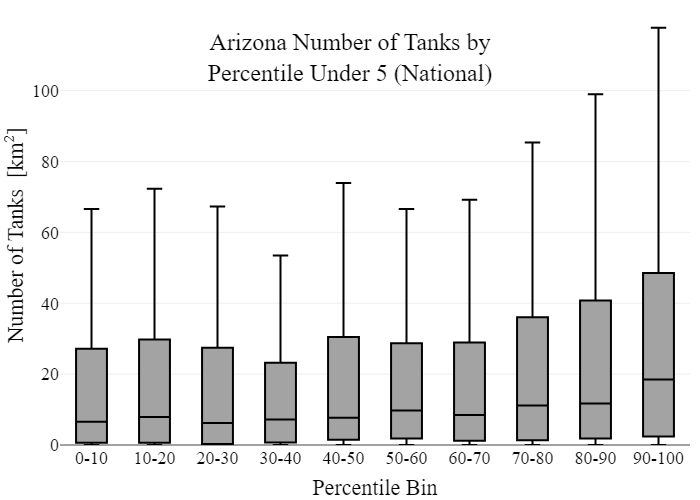 Arizona Number of Tanks by
Percentile Under 5 (National)
Number of Tanks [km²]
100
80
60
40
20
0
0-10 10-20 20-30 30-40 40-50 50-60 60-70 70-80 80-90 90-100
Percentile Bin